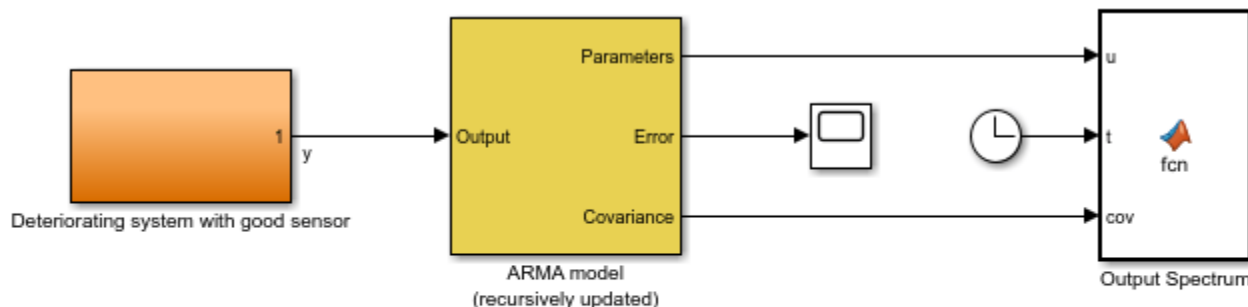 Parameters
u
1
y
Output
Error
t
fcn
Covariance
cov
Deteriorating system with good sensor
ARMA model
(recursively updated)
Output Spectrum